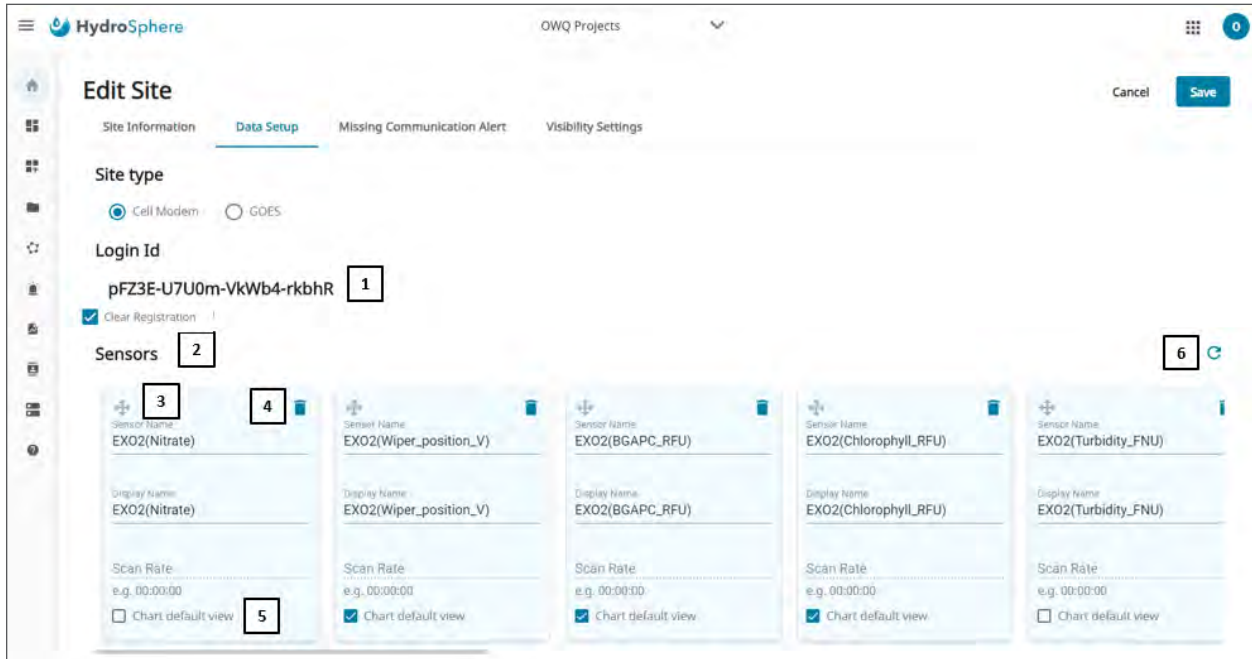 HydroSphere OWQ Projects O
Edit Site Cancel Save
Site Information Data Setup Missing Communication Alert Visibility Settings
Site type
Cell Modem GOES
Login Id
pFZ3E-U7U0m-VkWb4-rkbhR 1
Clear Registration
Sensors 2 6
3 4
Sensor Name Sensor Name Sensor Name Sensor Name Sensor Name
EXO2(Nitrate) EXO2(Wiper_position_V) EXO2(BGAPC_RFU) EXO2(Chlorophyll_RFU) EXO2(Turbidity_FNU)
Display Name Display Name Display Name Display Name Display Name
EXO2(Nitrate) EXO2(Wiper_position_V) EXO2(BGAPC_RFU) EXO2(Chlorophyll_RFU) EXO2(Turbidity_FNU)
Scan Rate Scan Rate Scan Rate Scan Rate Scan Rate
e.g. 00:00:00 e.g. 00:00:00 e.g. 00:00:00 e.g. 00:00:00 e.g. 00:00:00
Chart default view 5 Chart default view Chart default view Chart default view Chart default view